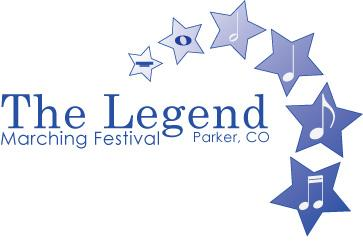 The Legend
Marching Festival Parker, CO